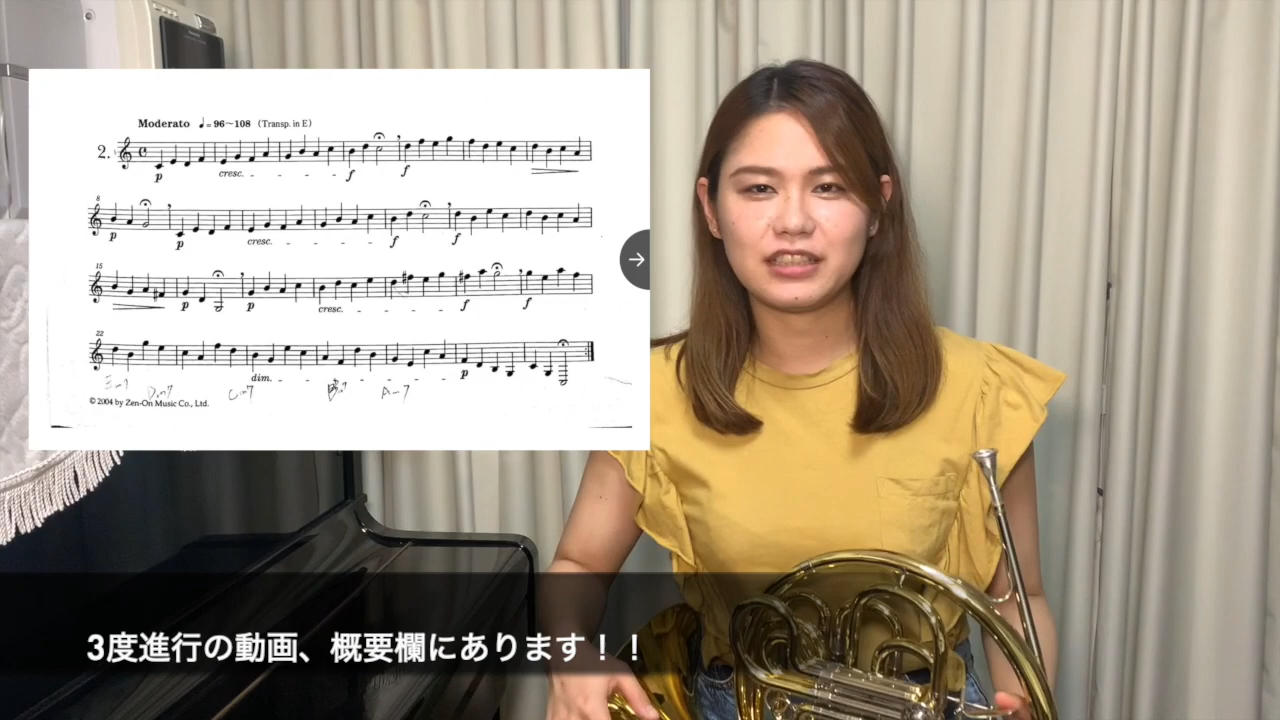 Moderato ♩= 96~108 (Transp. in E)
2.
p cresc. f f
8
p p cresc. f f
15
p p cresc. f f
22
dim. p
E-7 D-7 C-7 B-7 A-7
© 2004 by Zen-On Music Co., Ltd.
3度進行の動画、概要欄にあります！！